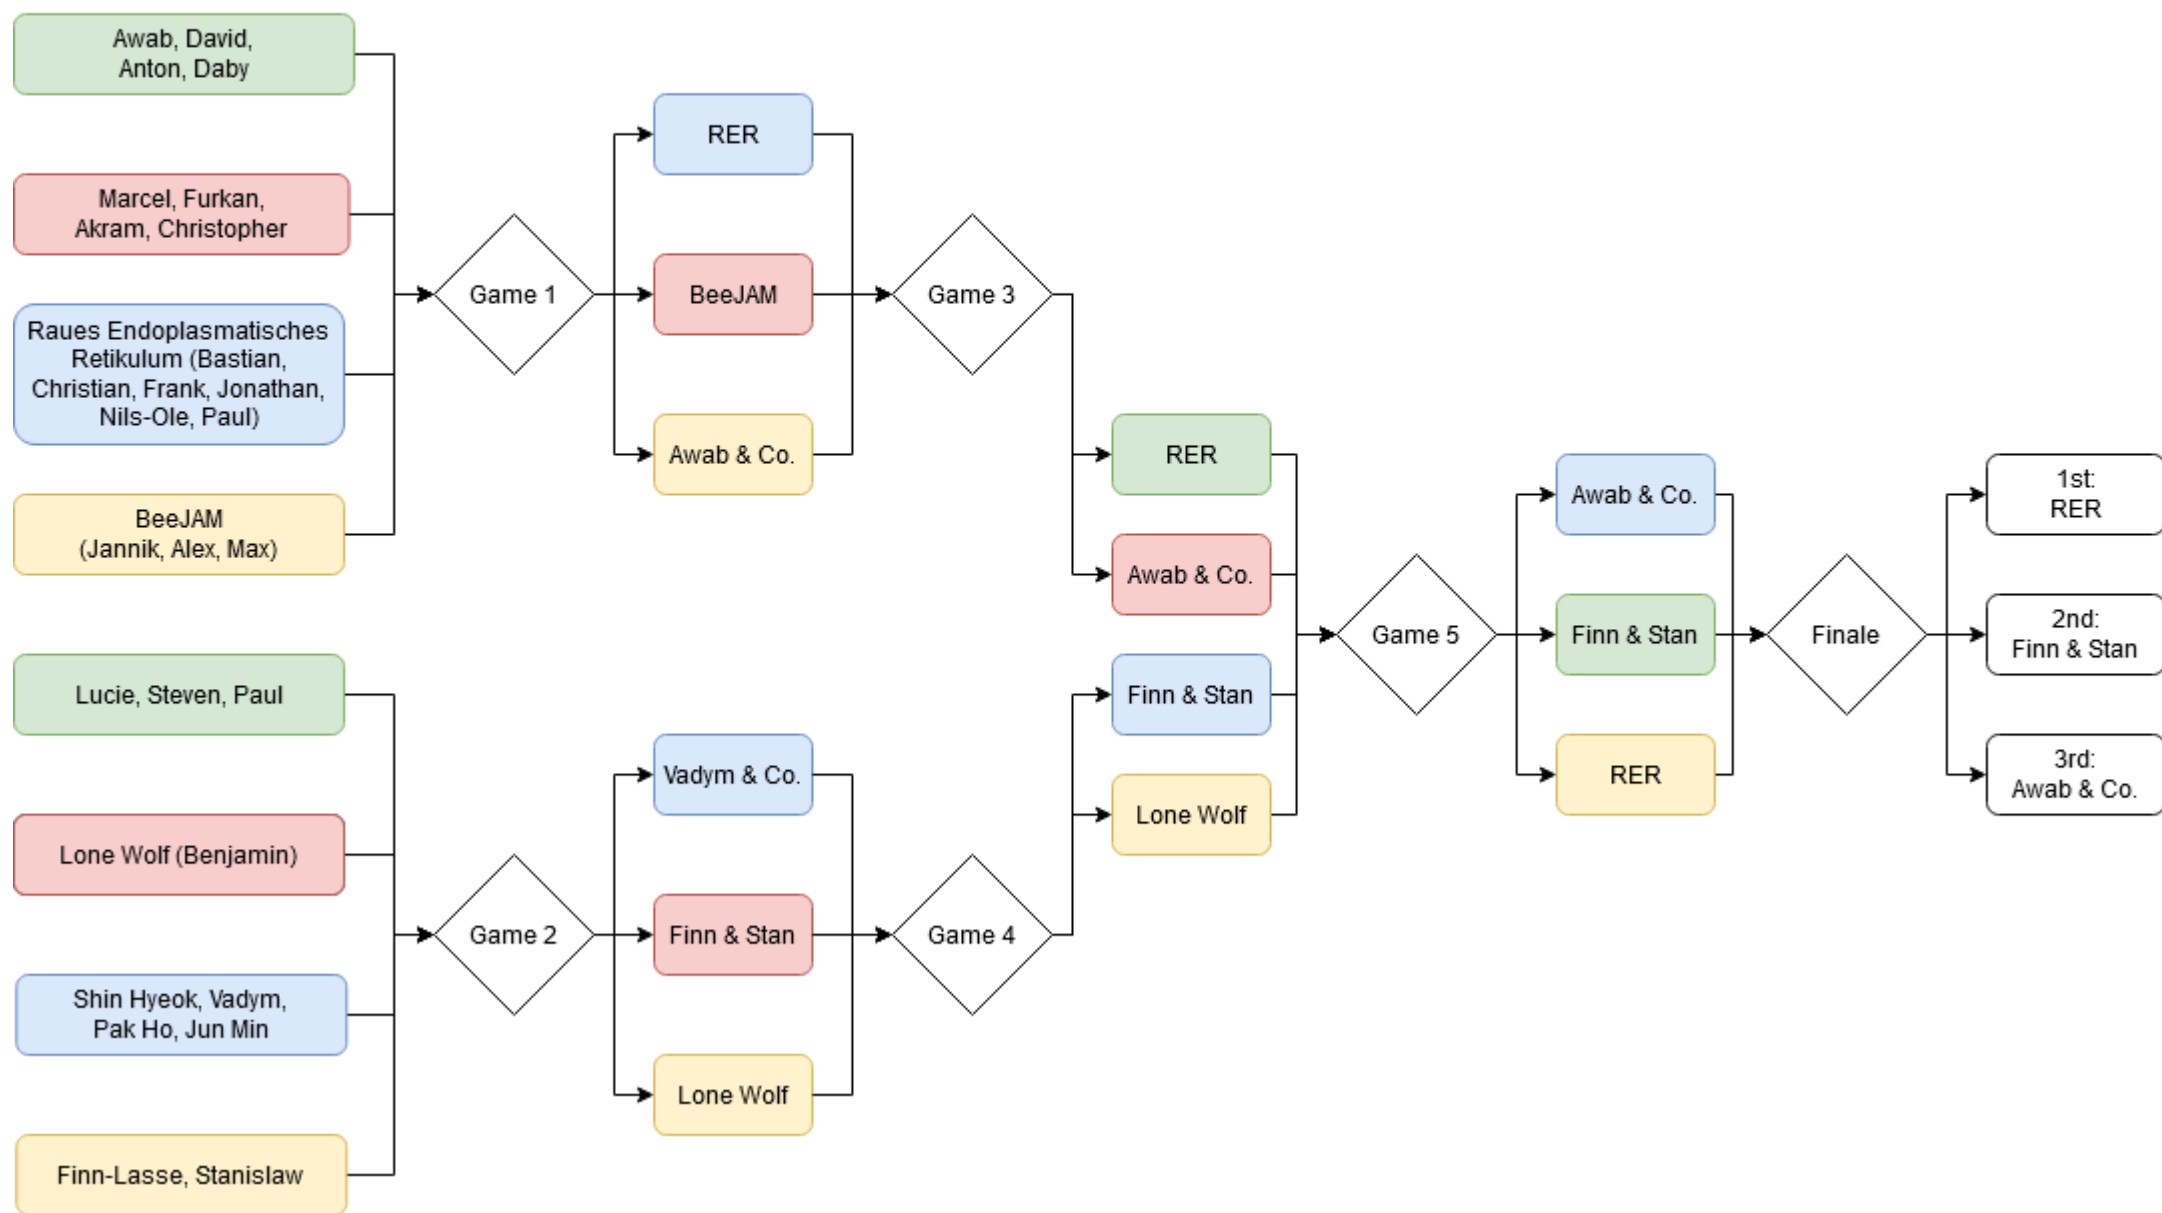 Awab, David,
Anton, Daby
Marcel, Furkan,
Akram, Christopher
Raues Endoplasmatisches
Retikulum (Bastian,
Christian, Frank, Jonathan,
Nils-Ole, Paul)
BeeJAM
(Jannik, Alex, Max)
Game 1
RER
BeeJAM
Awab & Co.
Game 3
Lucie, Steven, Paul
Lone Wolf (Benjamin)
Shin Hyeok, Vadym,
Pak Ho, Jun Min
Finn-Lasse, Stanislaw
Game 2
Vadym & Co.
Finn & Stan
Lone Wolf
Game 4
RER
Awab & Co.
Finn & Stan
Lone Wolf
Game 5
Awab & Co.
Finn & Stan
RER
Finale
1st:
RER
2nd:
Finn & Stan
3rd:
Awab & Co.